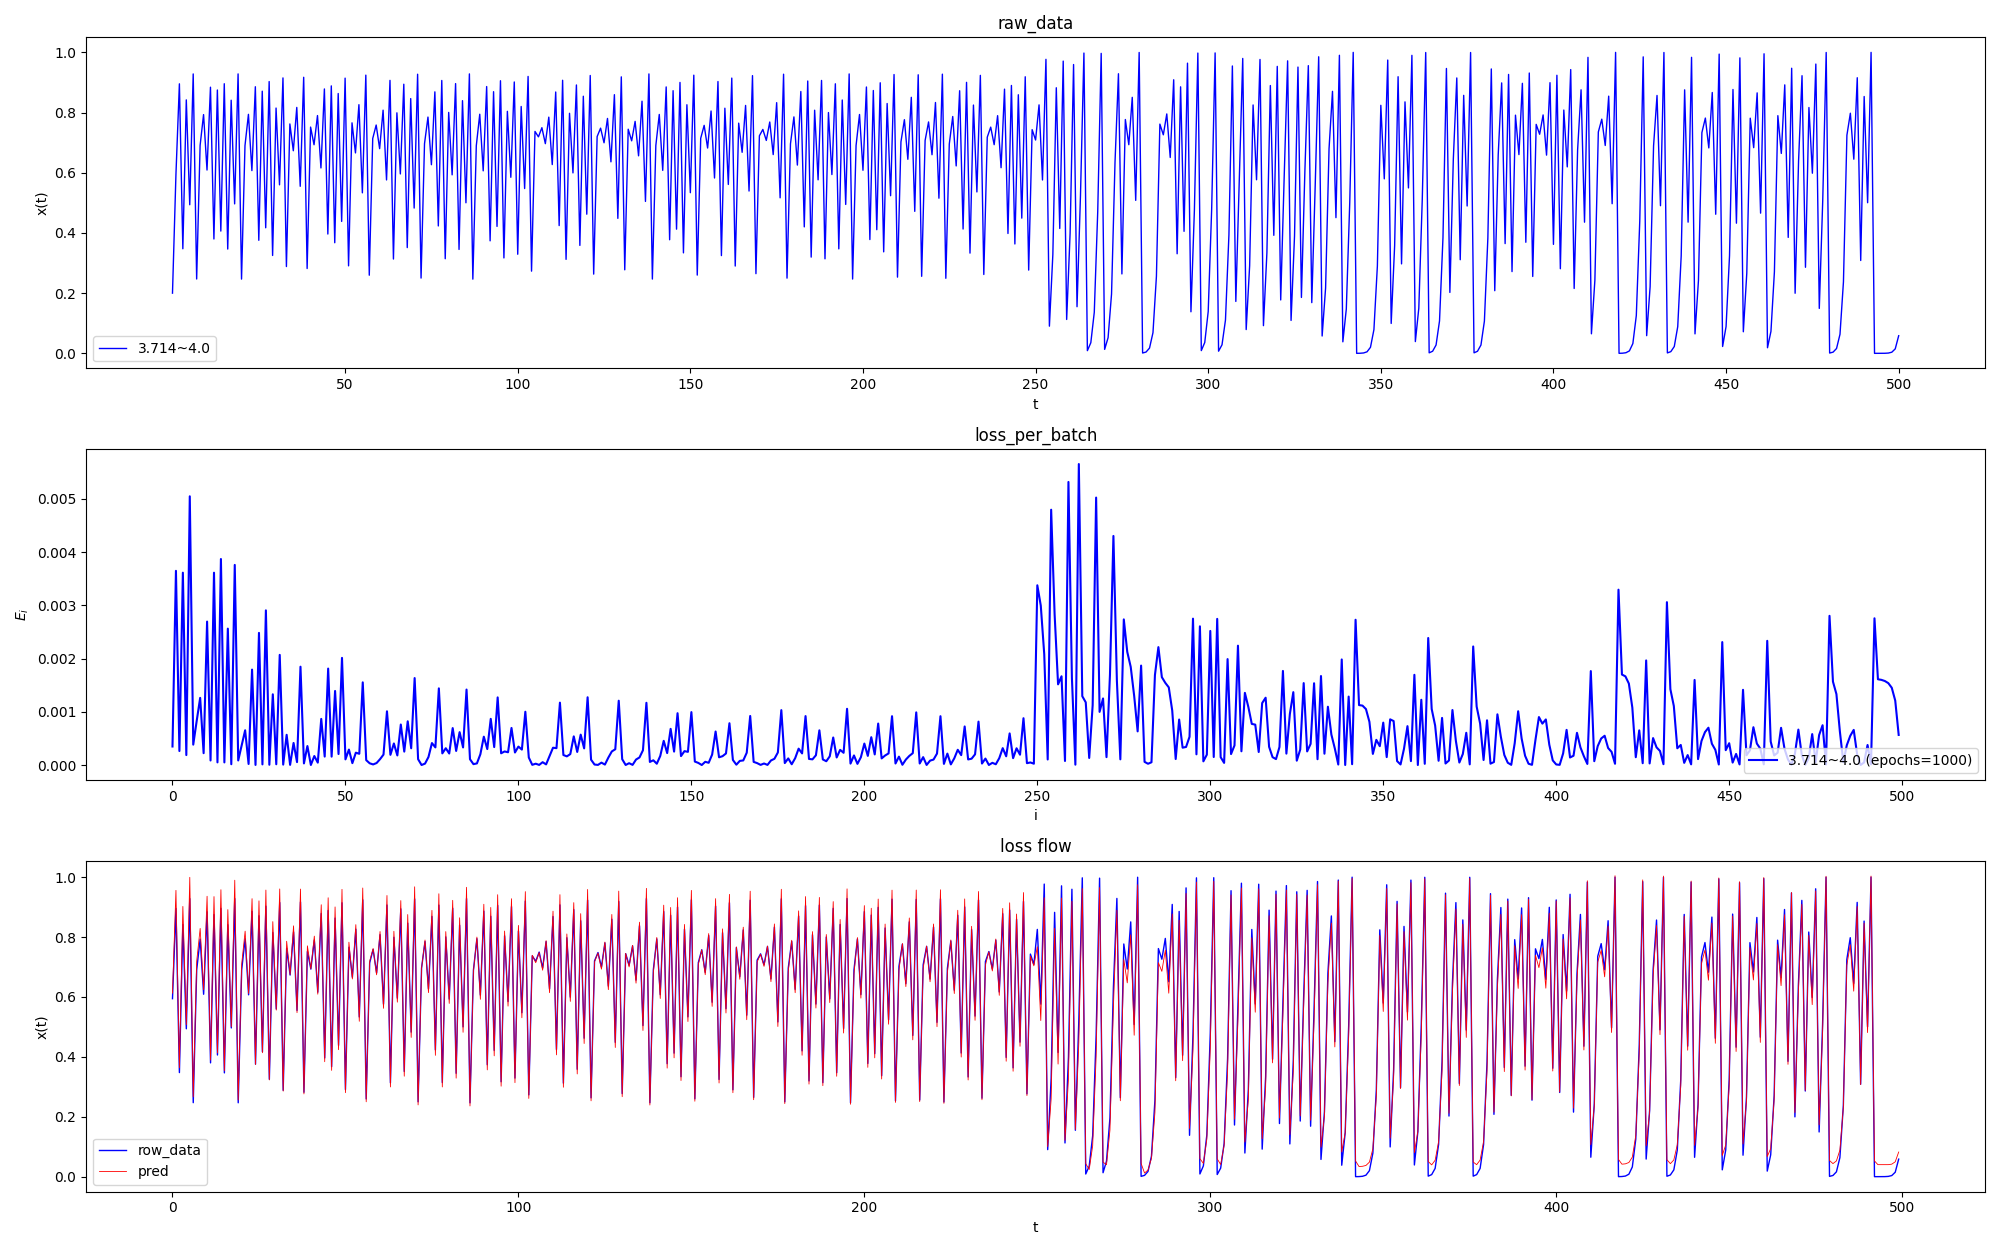 raw_data
1.0
0.8
0.6
0.4
0.2
0.0
x(t)
3.714~4.0
50 100 150 200 250 300 350 400 450 500
t
loss_per_batch
0.005
0.004
0.003
0.002
0.001
0.000
E_i
3.714~4.0 (epochs=1000)
0 50 100 150 200 250 300 350 400 450 500
i
loss flow
1.0
0.8
0.6
0.4
0.2
0.0
x(t)
row_data
pred
0 100 200 300 400 500
t